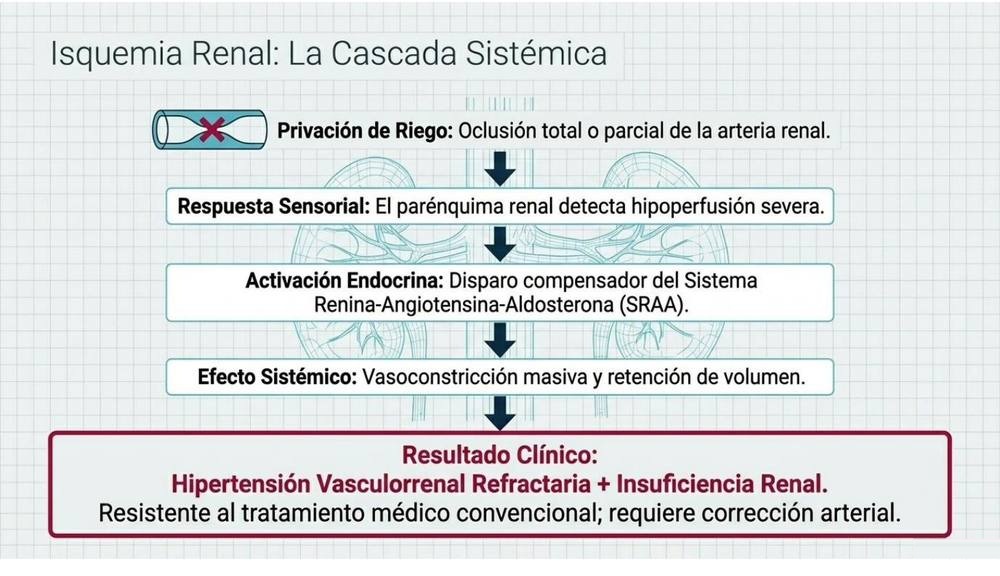 Isquemia Renal: La Cascada Sistémica
Privación de Riego: Oclusión total o parcial de la arteria renal.
Respuesta Sensorial: El parénquima renal detecta hipoperfusión severa.
Activación Endocrina: Disparo compensador del Sistema
Renina-Angiotensina-Aldosterona (SRAA).
Efecto Sistémico: Vasoconstricción masiva y retención de volumen.
Resultado Clínico:
Hipertensión Vasculorrenal Refractaria + Insuficiencia Renal.
Resistente al tratamiento médico convencional; requiere corrección arterial.